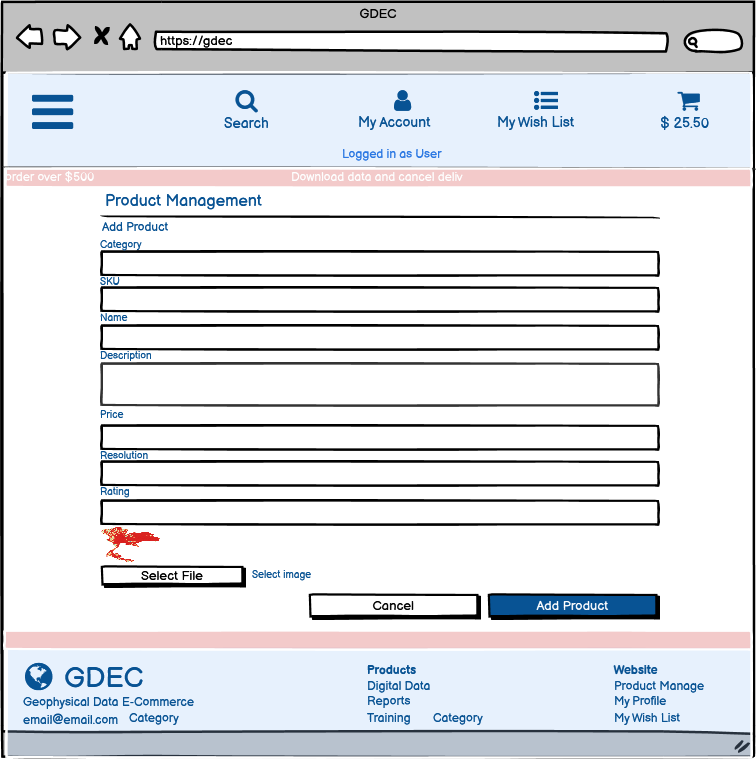 GDEC
https://gdec
Search
My Account
My Wish List
$ 25.50
Logged in as User
order over $500 Download data and cancel deliv
Product Management
Add Product
Category
SKU
Name
Description
Price
Resolution
Rating
Select File
Select image
Cancel
Add Product
GDEC
Geophysical Data E-Commerce
email@email.com Category
Products
Digital Data
Reports
Training Category
Website
Product Manage
My Profile
My Wish List